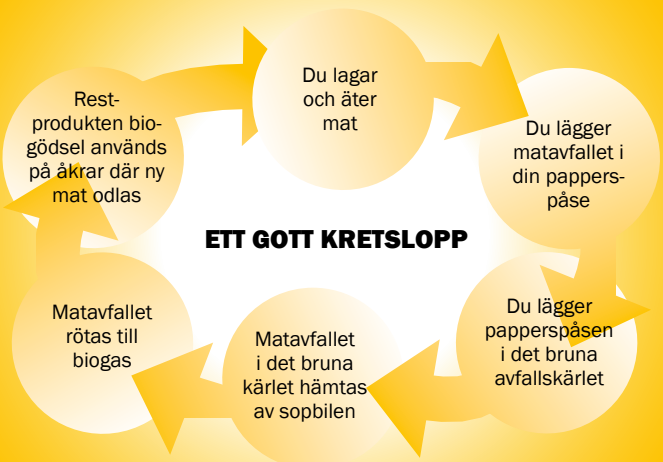 ETT GOTT KRETSLOPP
Du lagar
och äter
mat
Du lägger
matavfallet i
din pappers-
påse
Du lägger
papperspåsen
i det bruna
avfallskärlet
Matavfallet
i det bruna
kärlet hämtas
av sopbilen
Matavfallet
rötas till
biogas
Rest-
produkten bio-
gödsel används
på åkrar där ny
mat odlas